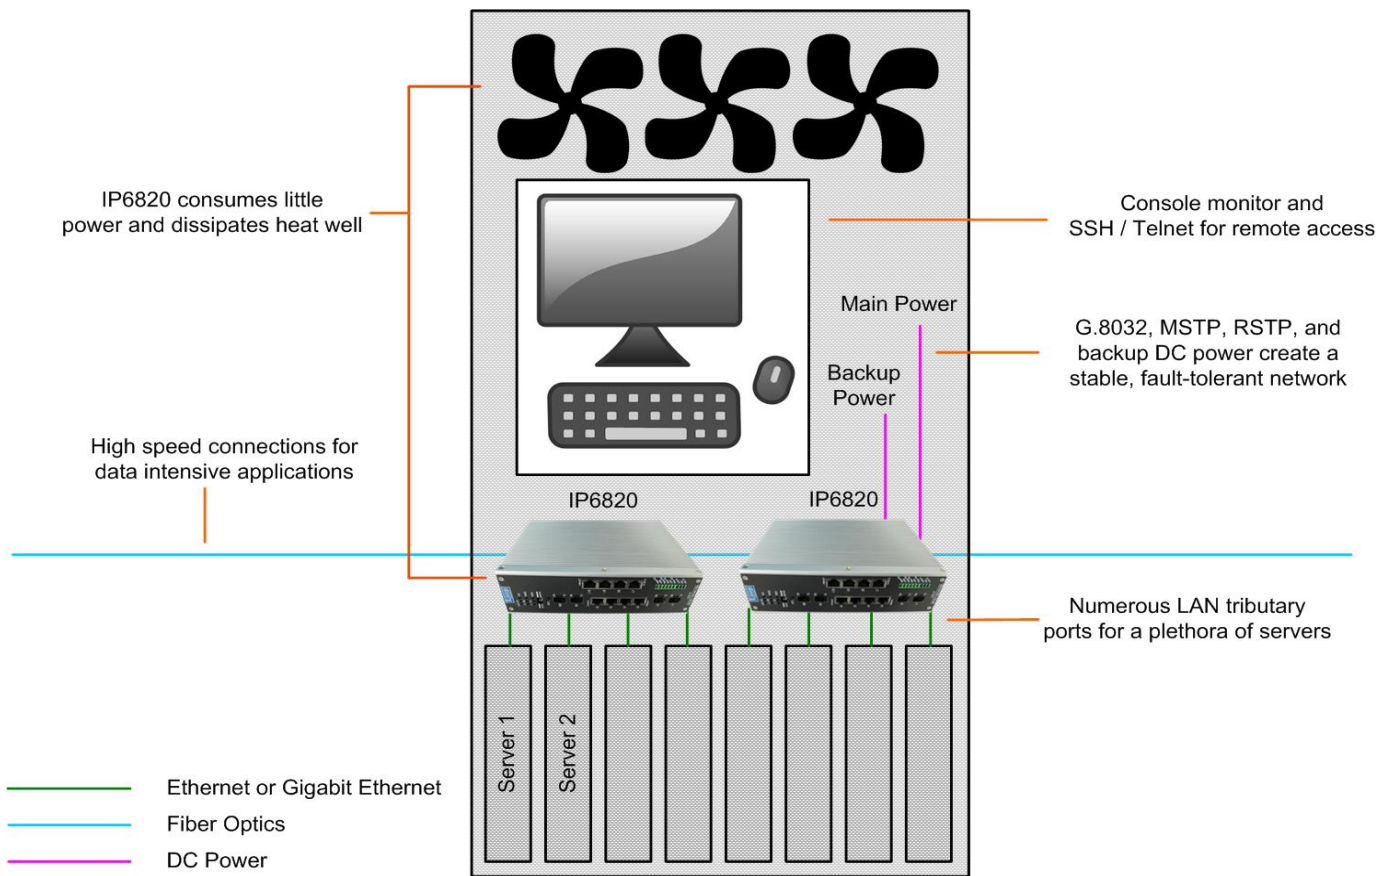 IP6820 consumes little
power and dissipates heat well
Console monitor and
SSH / Telnet for remote access
Main Power
G.8032, MSTP, RSTP, and
backup DC power create a
stable, fault-tolerant network
Backup
Power
High speed connections for
data intensive applications
IP6820
IP6820
Numerous LAN tributary
ports for a plethora of servers
Server 1
Server 2
Ethernet or Gigabit Ethernet
Fiber Optics
DC Power